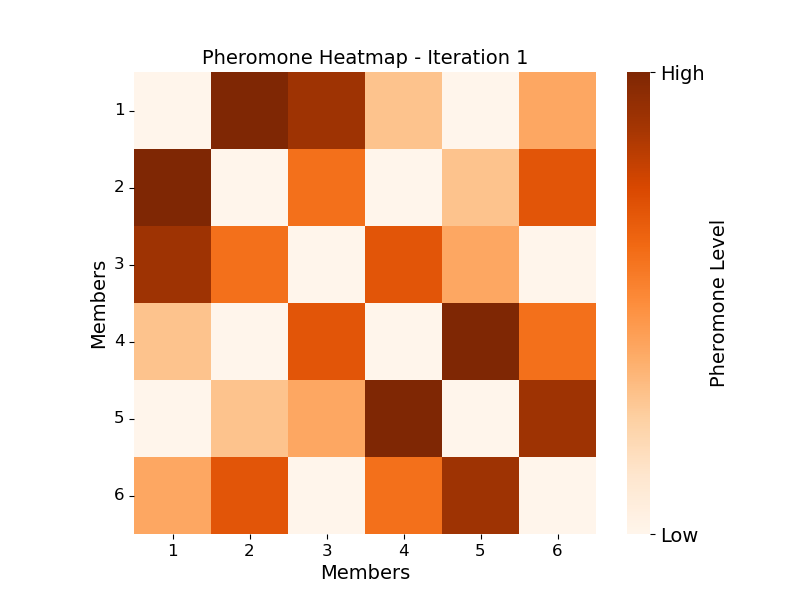 Pheromone Heatmap - Iteration 1
High
1
2
3
4
5
6
Members
Pheromone Level
Low
1 2 3 4 5 6
Members